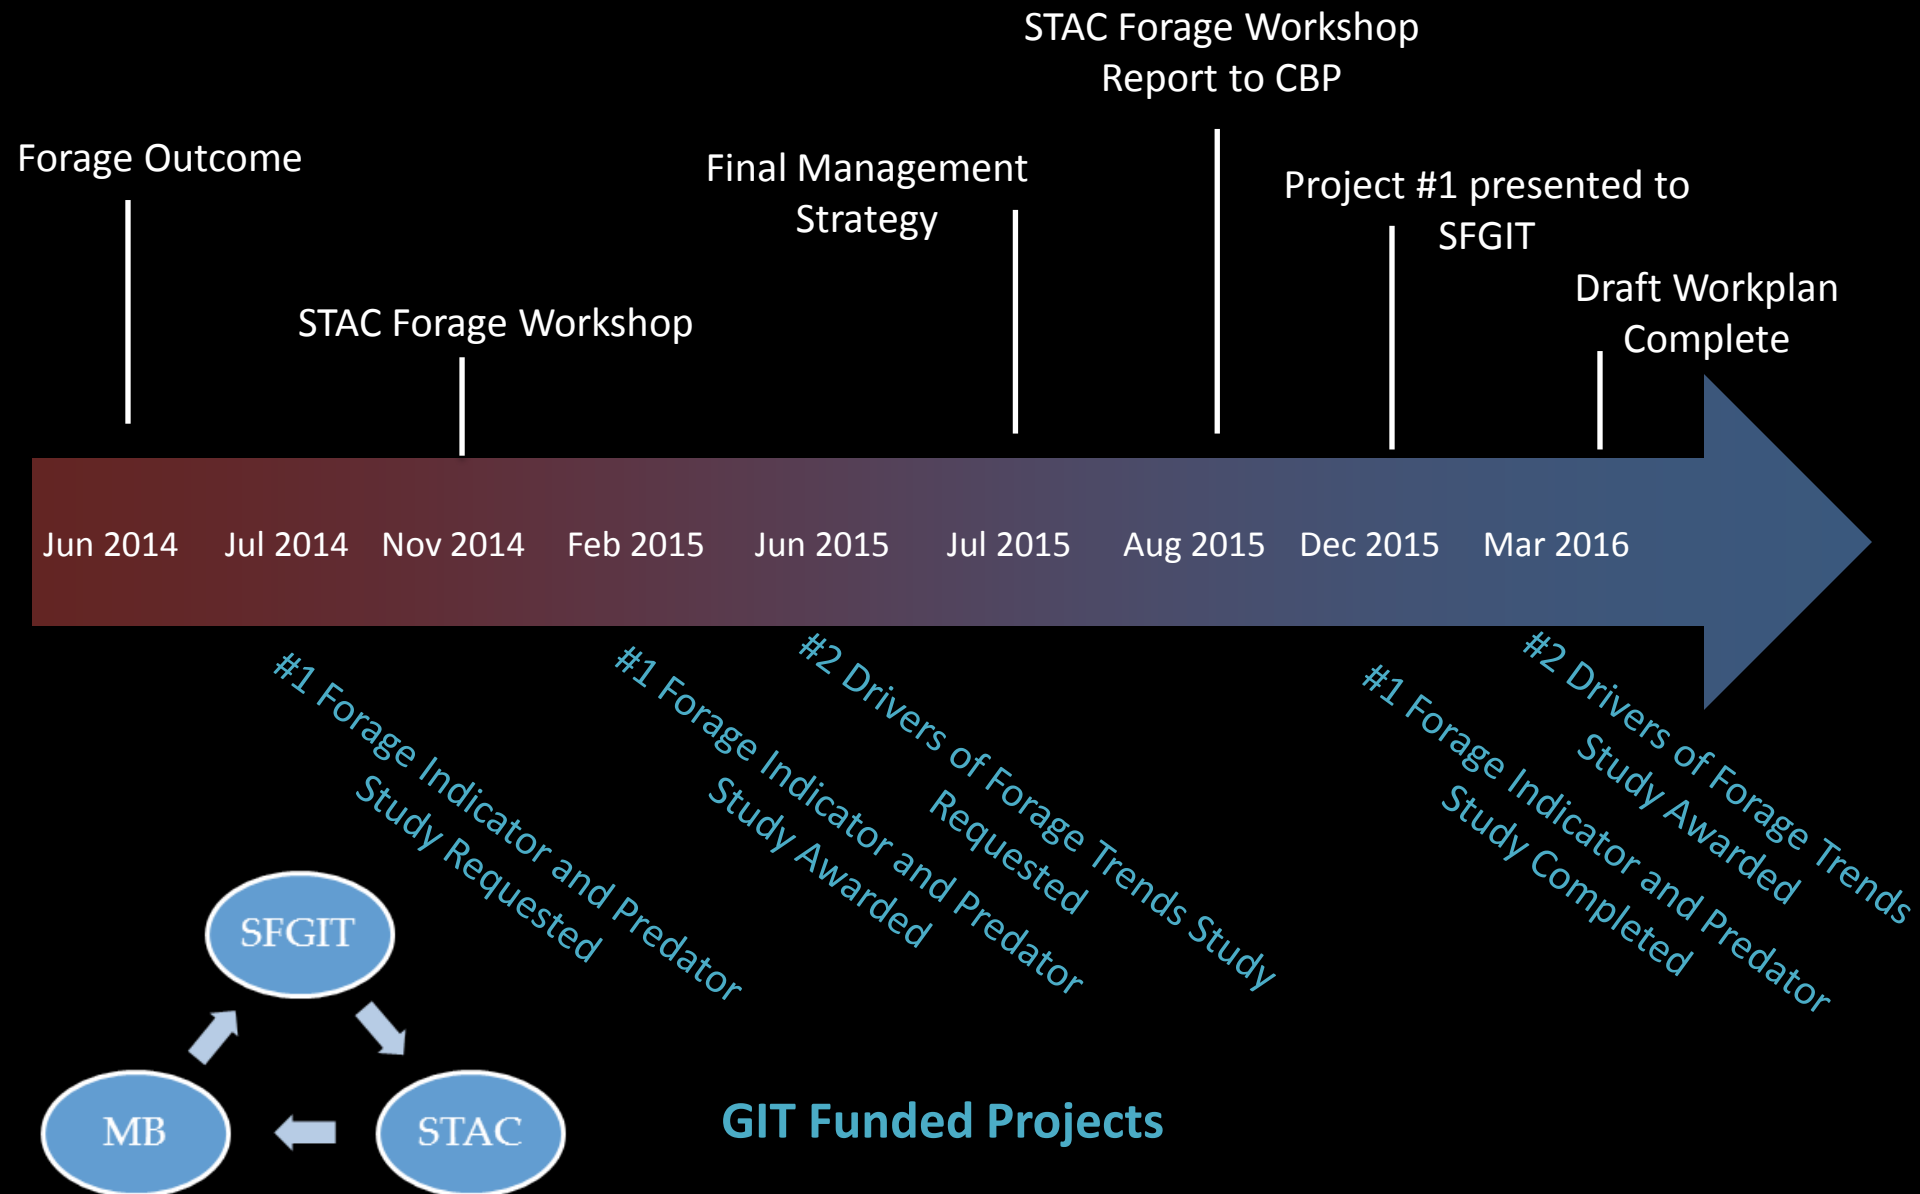 STAC Forage Workshop
Report to CBP
Forage Outcome
Final Management
Strategy
Project #1 presented to
SFGIT
Draft Workplan
Complete
STAC Forage Workshop
Jun 2014
Jul 2014
Nov 2014
Feb 2015
Jun 2015
Jul 2015
Aug 2015
Dec 2015
Mar 2016
#1 Forage Indicator and Predator
Study Requested
#1 Forage Indicator and Predator
Study Awarded
#2 Drivers of Forage Trends Study
Requested
#1 Forage Indicator and Predator
Study Completed
#2 Drivers of Forage Trends
Study Awarded
SFGIT
MB
STAC
GIT Funded Projects